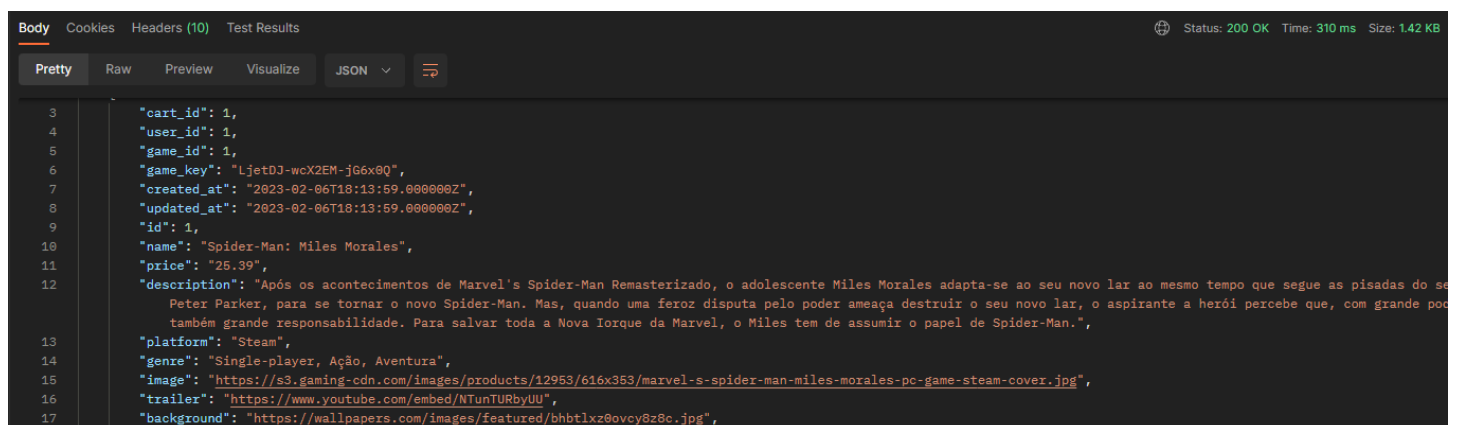 Body Cookies Headers (10) Test Results Status: 200 OK Time: 310 ms Size: 1.42 KB
Pretty Raw Preview Visualize JSON
3 "cart_id": 1,
4 "user_id": 1,
5 "game_id": 1,
6 "game_key": "LjetDJ-wcX2EM-jG6x0Q",
7 "created_at": "2023-02-06T18:13:59.000000Z",
8 "updated_at": "2023-02-06T18:13:59.000000Z",
9 "id": 1,
10 "name": "Spider-Man: Miles Morales",
11 "price": "25.39",
12 "description": "Após os acontecimentos de Marvel's Spider-Man Remasterizado, o adolescente Miles Morales adapta-se ao seu novo lar ao mesmo tempo que segue as pisadas do se
Peter Parker, para se tornar o novo Spider-Man. Mas, quando uma feroz disputa pelo poder ameaça destruir o seu novo lar, o aspirante a herói percebe que, com grande pod
também grande responsabilidade. Para salvar toda a Nova Iorque da Marvel, o Miles tem de assumir o papel de Spider-Man.",
13 "platform": "Steam",
14 "genre": "Single-player, Ação, Aventura",
15 "image": "https://s3.gaming-cdn.com/images/products/12953/616x353/marvel-s-spider-man-miles-morales-pc-game-steam-cover.jpg",
16 "trailer": "https://www.youtube.com/embed/NTunTURbyUU",
17 "background": "https://wallpapers.com/images/featured/bhbtlxz0ovcy8z8c.jpg",